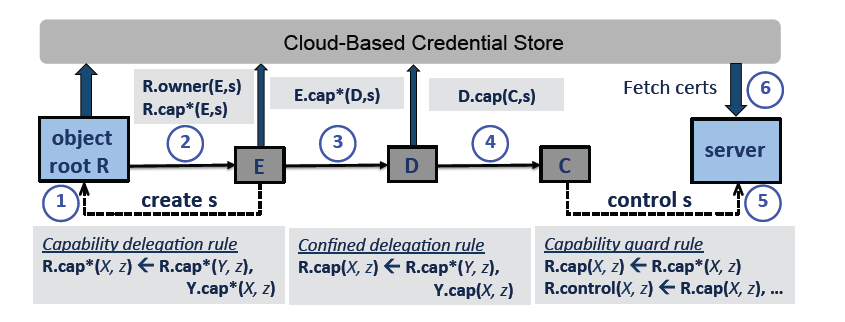 Cloud-Based Credential Store
R.owner(E,s)
R.cap*(E,s)
E.cap*(D,s)
D.cap(C,s)
Fetch certs
6
object
root R
2
E
3
D
4
C
server
1
create s
control s
5
Capability delegation rule
R.cap*(X, z) ← R.cap*(Y, z),
Y.cap*(X, z)
Confined delegation rule
R.cap(X, z) ← R.cap*(Y, z),
Y.cap(X, z)
Capability guard rule
R.cap(X, z) ← R.cap*(X, z)
R.control(X, z) ← R.cap(X, z), ...